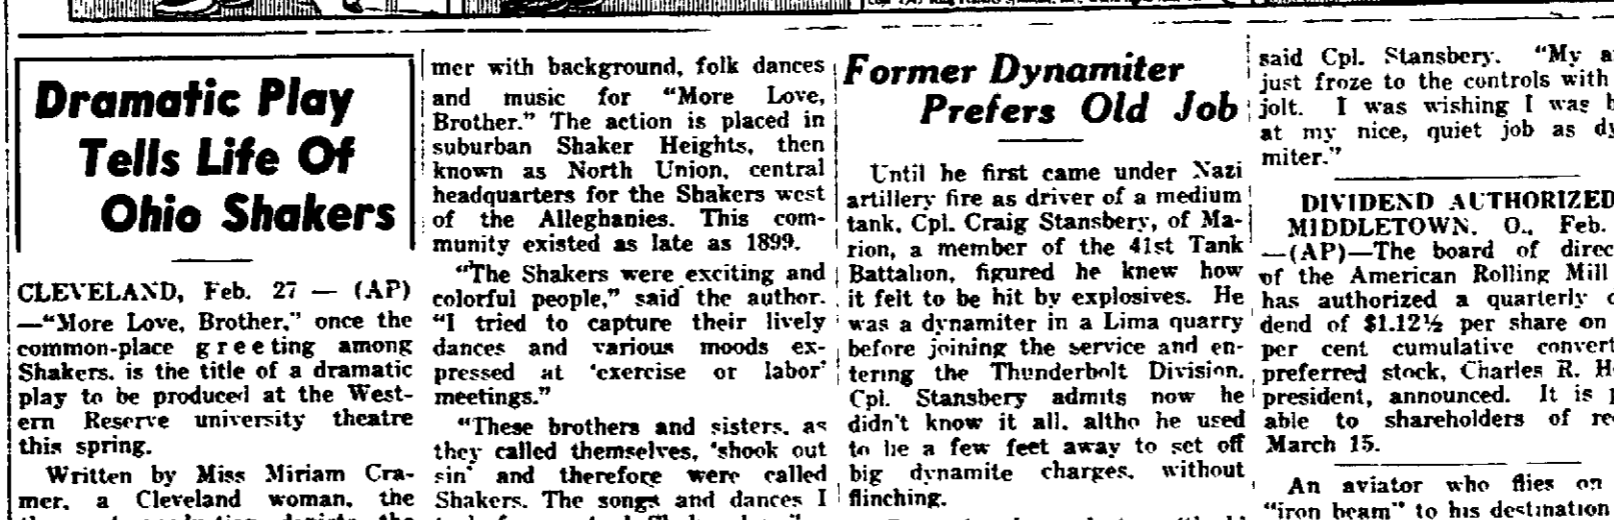 Dramatic Play
Tells Life Of
Ohio Shakers
CLEVELAND, Feb. 27 — (AP)
—"More Love, Brother," once the
common-place greeting among
Shakers, is the title of a dramatic
play to be produced at the West-
ern Reserve university theatre
this spring.
Written by Miss Miriam Cra-
mer, a Cleveland woman, the
mer with background, folk dances
and music for "More Love,
Brother." The action is placed in
suburban Shaker Heights, then
known as North Union, central
headquarters for the Shakers west
of the Alleghanies. This com-
munity existed as late as 1899.
"The Shakers were exciting and
colorful people," said the author.
"I tried to capture their lively
dances and various moods ex-
pressed at 'exercise or labor'
meetings."
"These brothers and sisters, as
they called themselves, 'shook out
sin' and therefore were called
Shakers. The songs and dances I
Former Dynamiter
Prefers Old Job
Until he first came under Nazi
artillery fire as driver of a medium
tank, Cpl. Craig Stansbery, of Ma-
rion, a member of the 41st Tank
Battalion, figured he knew how
it felt to be hit by explosives. He
was a dynamiter in a Lima quarry
before joining the service and en-
tering the Thunderbolt Division.
Cpl. Stansbery admits now he
didn't know it all, altho he used
to lie a few feet away to set off
big dynamite charges, without
flinching.
said Cpl. Stansbery. "My
just froze to the controls with
jolt. I was wishing I was
at my nice, quiet job as dy
miter."
DIVIDEND AUTHORIZED
MIDDLETOWN, O., Feb.
—(AP)—The board of direc
of the American Rolling Mill
has authorized a quarterly
dend of $1.12½ per share on
per cent cumulative convert
preferred stock, Charles R. H
president, announced. It is
able to shareholders of re
March 15.
An aviator who flies on
"iron beam" to his destination